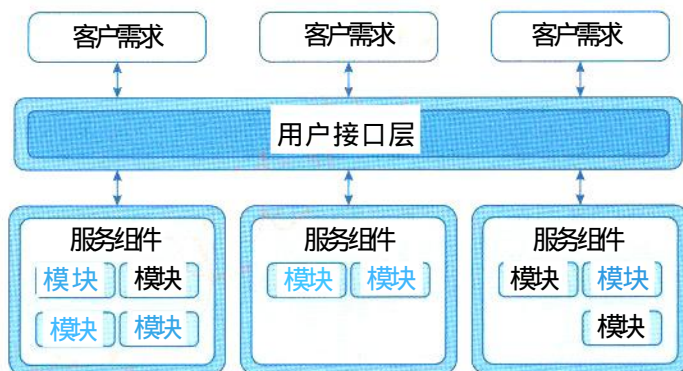 客户需求 客户需求 客户需求
用户接口层
服务组件 服务组件 服务组件
模块 模块 模块 模块 模块 模块
模块 模块 模块